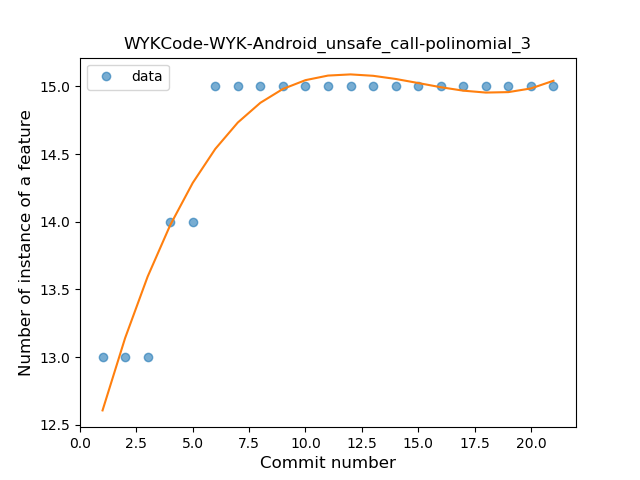 WYKCode-WYK-Android_unsafe_call-polinomial_3
data
Number of instance of a feature
15.0
14.5
14.0
13.5
13.0
12.5
0.0 2.5 5.0 7.5 10.0 12.5 15.0 17.5 20.0
Commit number